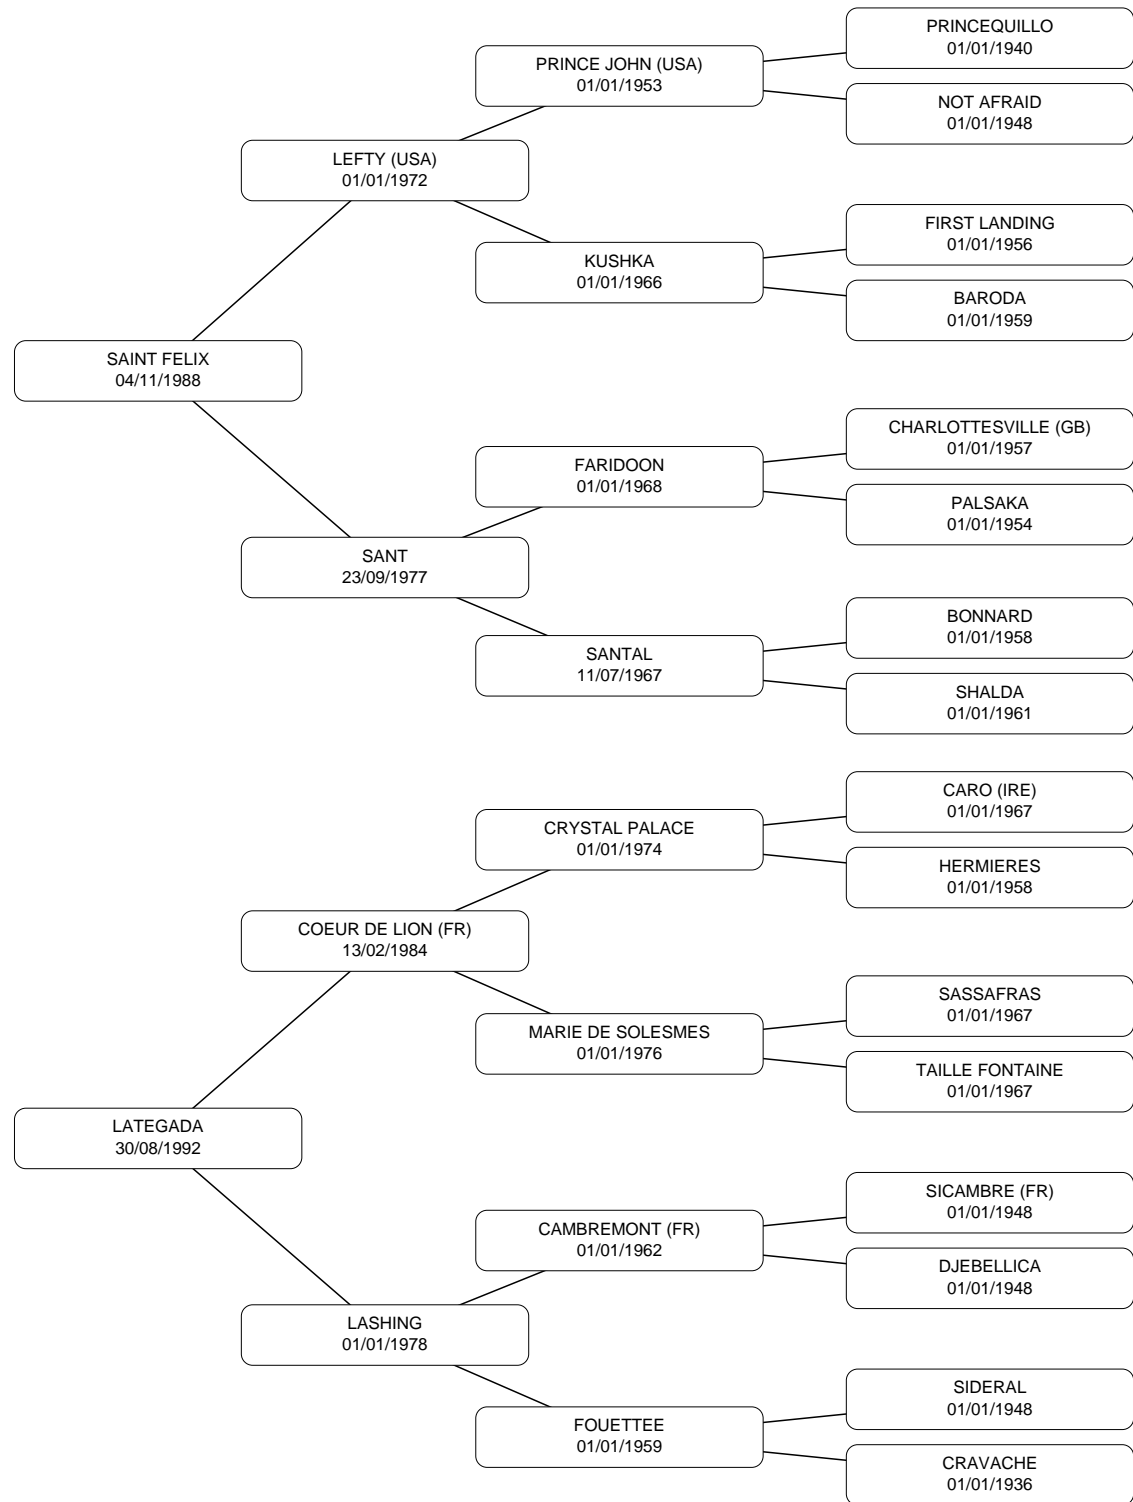 PRINCEQUILLO
01/01/1940
PRINCE JOHN (USA)
01/01/1953
NOT AFRAID
01/01/1948
LEFTY (USA)
01/01/1972
FIRST LANDING
01/01/1956
KUSHKA
01/01/1966
BARODA
01/01/1959
SAINT FELIX
04/11/1988
CHARLOTTESVILLE (GB)
01/01/1957
FARIDOON
01/01/1968
PALSAKA
01/01/1954
SANT
23/09/1977
BONNARD
01/01/1958
SANTAL
11/07/1967
SHALDA
01/01/1961
CARO (IRE)
01/01/1967
CRYSTAL PALACE
01/01/1974
HERMIERES
01/01/1958
COEUR DE LION (FR)
13/02/1984
SASSAFRAS
01/01/1967
MARIE DE SOLESMES
01/01/1976
TAILLE FONTAINE
01/01/1967
LATEGADA
30/08/1992
SICAMBRE (FR)
01/01/1948
CAMBREMONT (FR)
01/01/1962
DJEBELLICA
01/01/1948
LASHING
01/01/1978
SIDERAL
01/01/1948
FOUETTEE
01/01/1959
CRAVACHE
01/01/1936